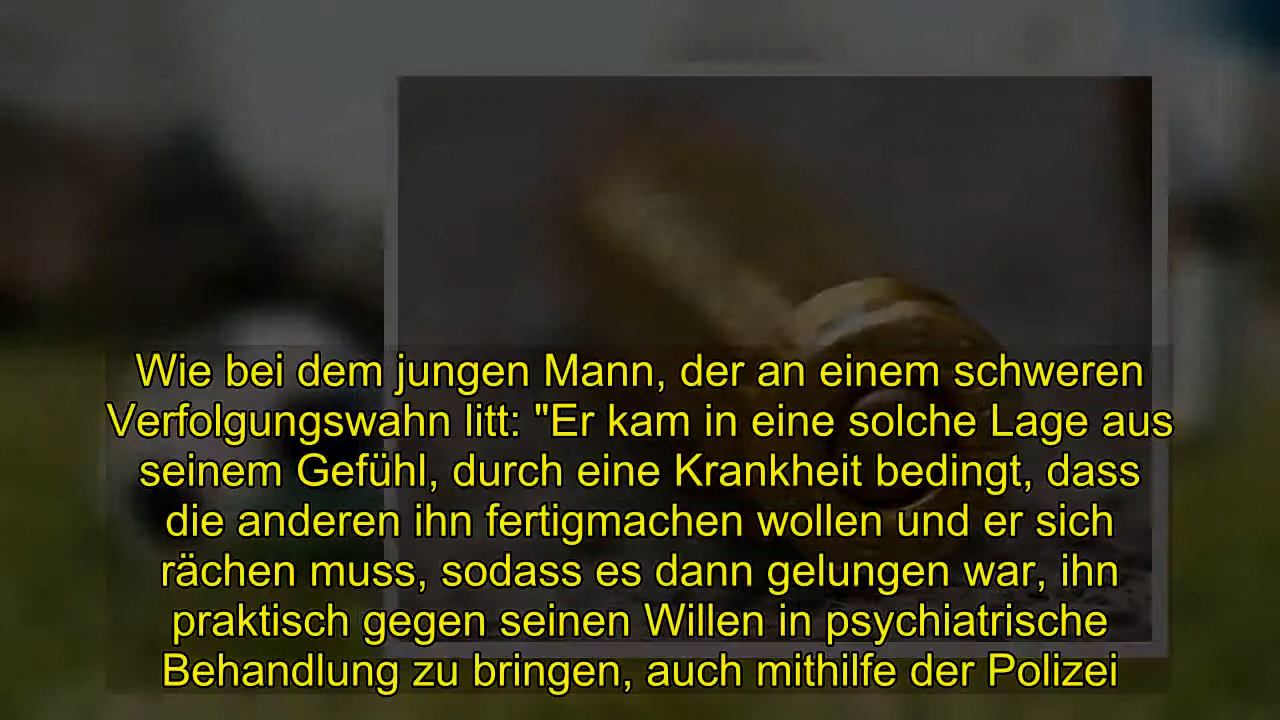 Wie bei dem jungen Mann, der an einem schweren
Verfolgungswahn litt: "Er kam in eine solche Lage aus
seinem Gefühl, durch eine Krankheit bedingt, dass
die anderen ihn fertigmachen wollen und er sich
rächen muss, sodass es dann gelungen war, ihn
praktisch gegen seinen Willen in psychiatrische
Behandlung zu bringen, auch mithilfe der Polizei